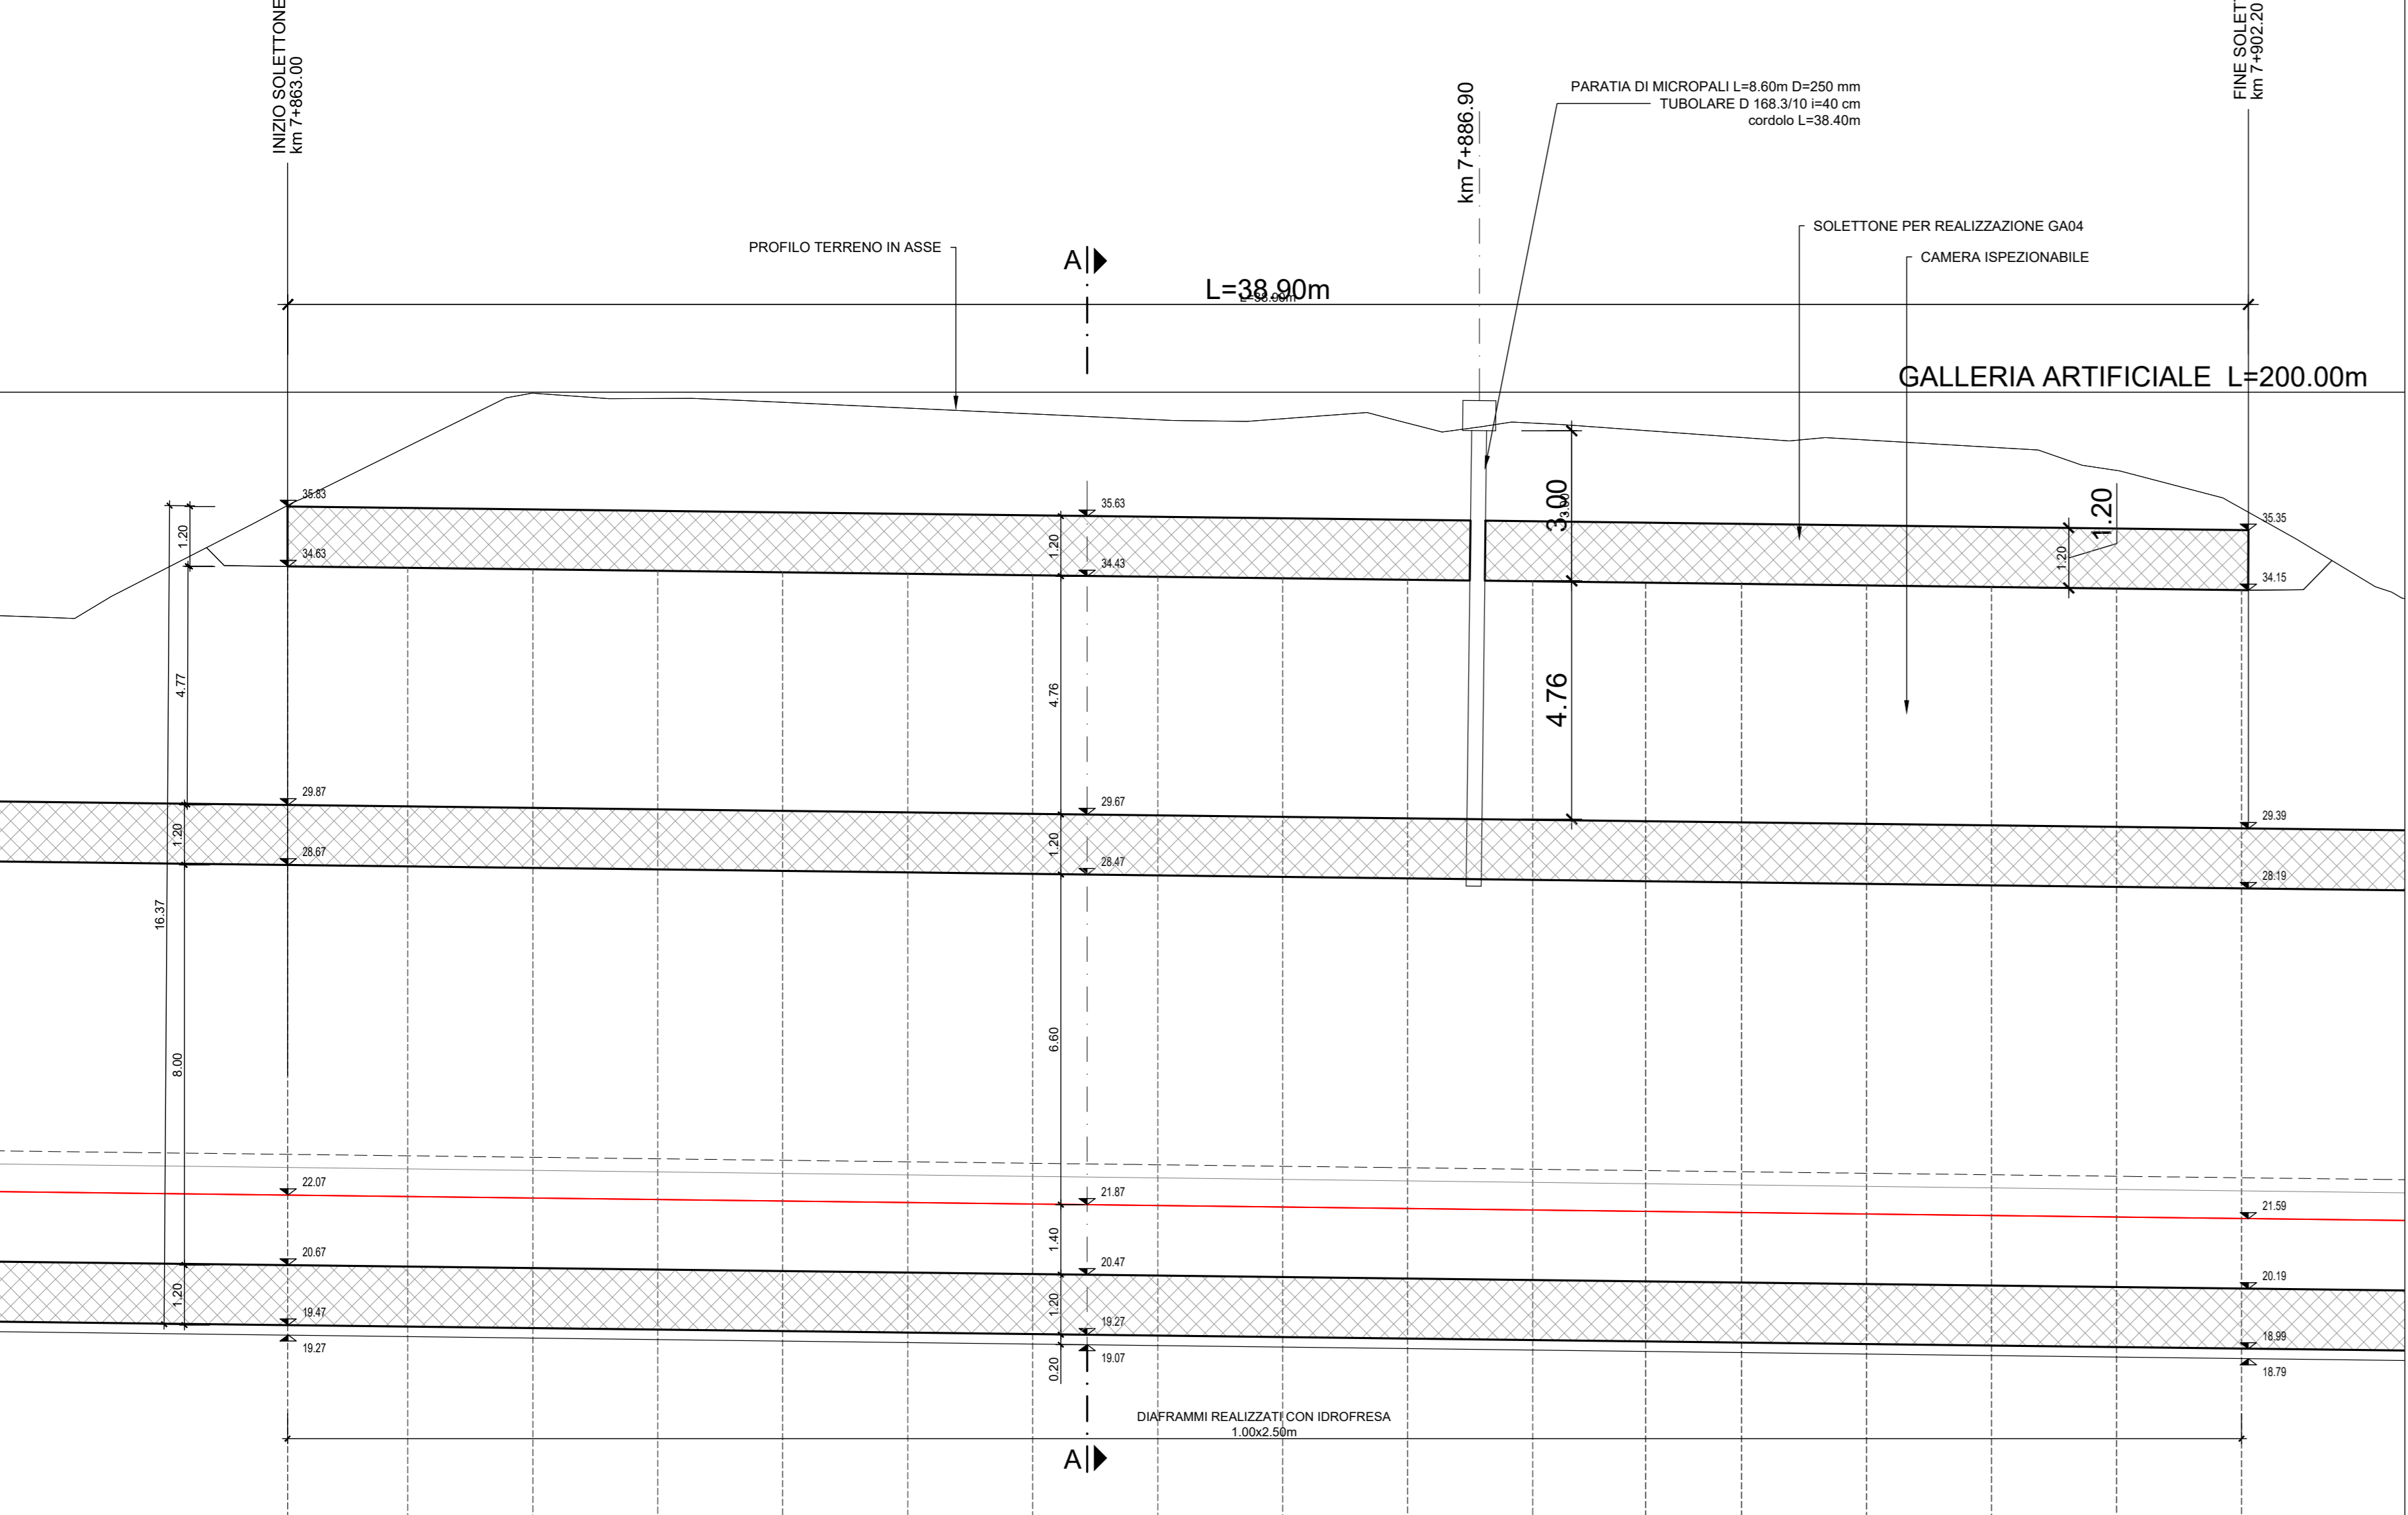 INIZIO SOLETTONE
km 7+863.00
km 7+886.90
PARATIA DI MICROPALI L=8.60m D=250 mm
TUBOLARE D 168.3/10 i=40 cm
cordolo L=38.40m
km 7+902.20
PROFILO TERRENO IN ASSE
A
SOLETTONE PER REALIZZAZIONE GA04
CAMERA ISPEZIONABILE
L=38.90m
L=38.90m
GALLERIA ARTIFICIALE L=200.00m
35.83
35.63
35.35
1.20
1.20
3.00
3.00
1.20
1.20
34.63
34.43
34.15
4.77
4.76
4.76
29.87
29.67
29.39
1.20
1.20
28.67
28.47
28.19
16.37
8.00
6.60
22.07
21.87
21.59
1.40
20.67
20.47
20.19
1.20
1.20
19.47
19.27
18.99
19.27
19.07
18.79
0.20
DIAFRAMMI REALIZZATI CON IDROFRESA
1.00x2.50m
A